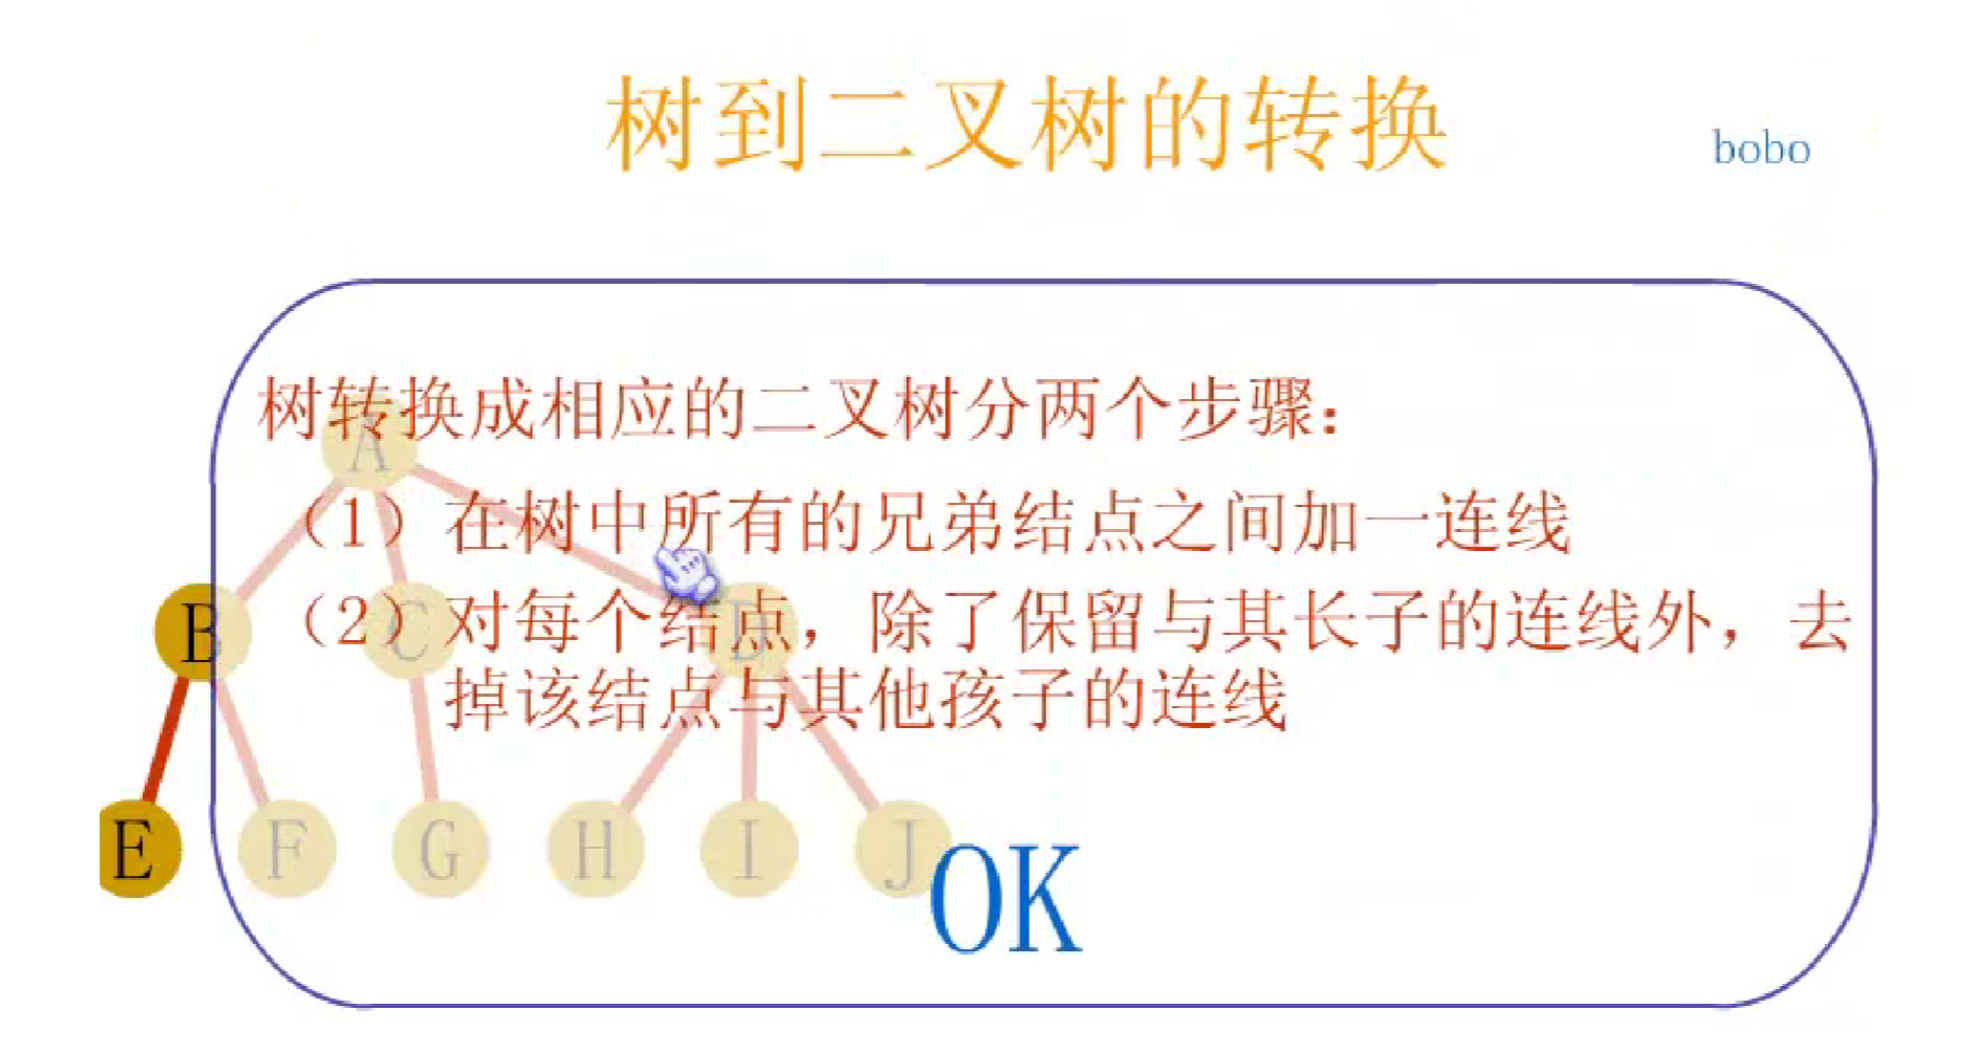 树到二叉树的转换
bobo
树转换成相应的二叉树分两个步骤：
（1）在树中所有的兄弟结点之间加一连线
（2）对每个结点，除了保留与其长子的连线外，去
掉该结点与其他孩子的连线
A
B
C
D
E
F
G
H
I
J
OK